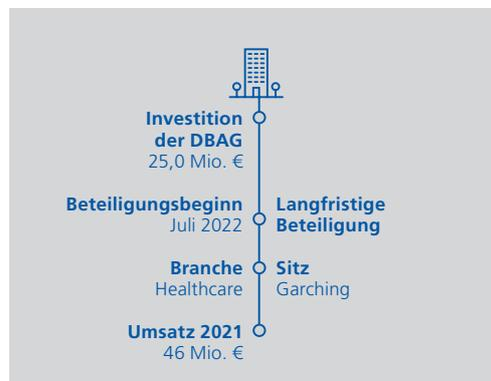 Investition
der DBAG
25,0 Mio. €
Beteiligungsbeginn
Juli 2022
Langfristige
Beteiligung
Branche
Healthcare
Sitz
Garching
Umsatz 2021
46 Mio. €